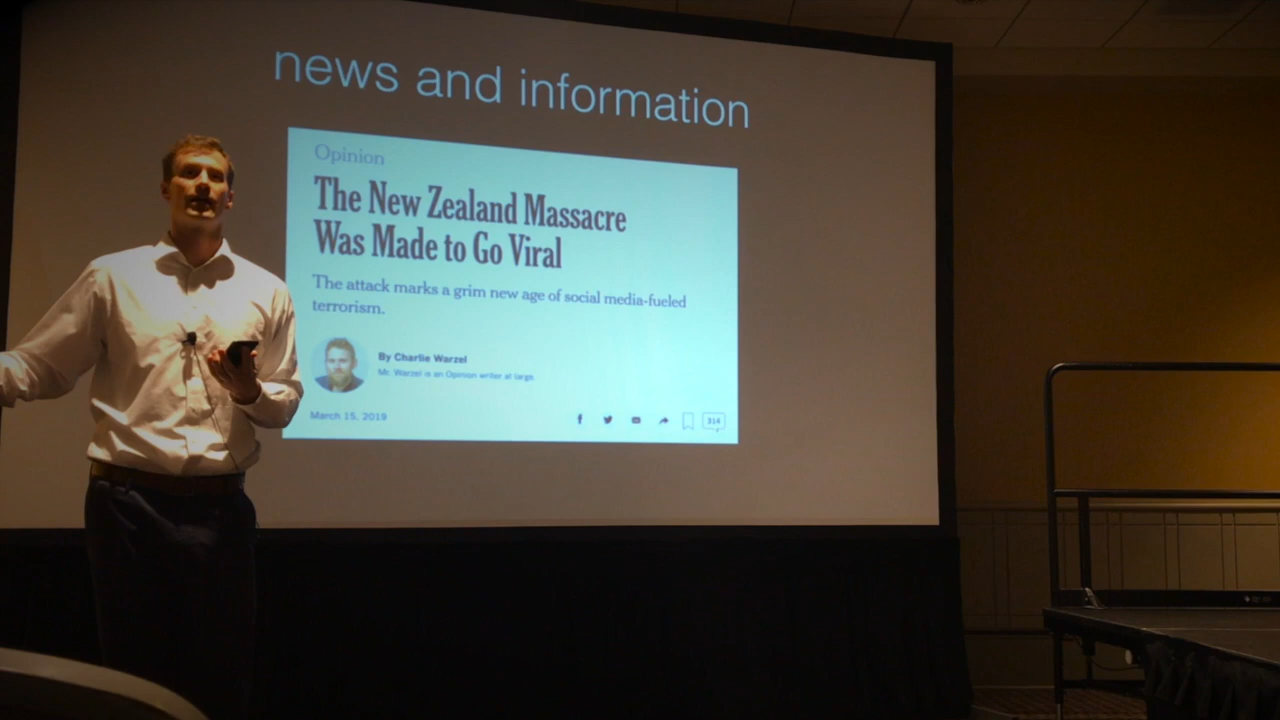 news and information
Opinion
The New Zealand Massacre
Was Made to Go Viral
The attack marks a grim new age of social media-fueled
terrorism.
By Charlie Warzel
Mr. Warzel is an Opinion writer at large.
March 15, 2019
314